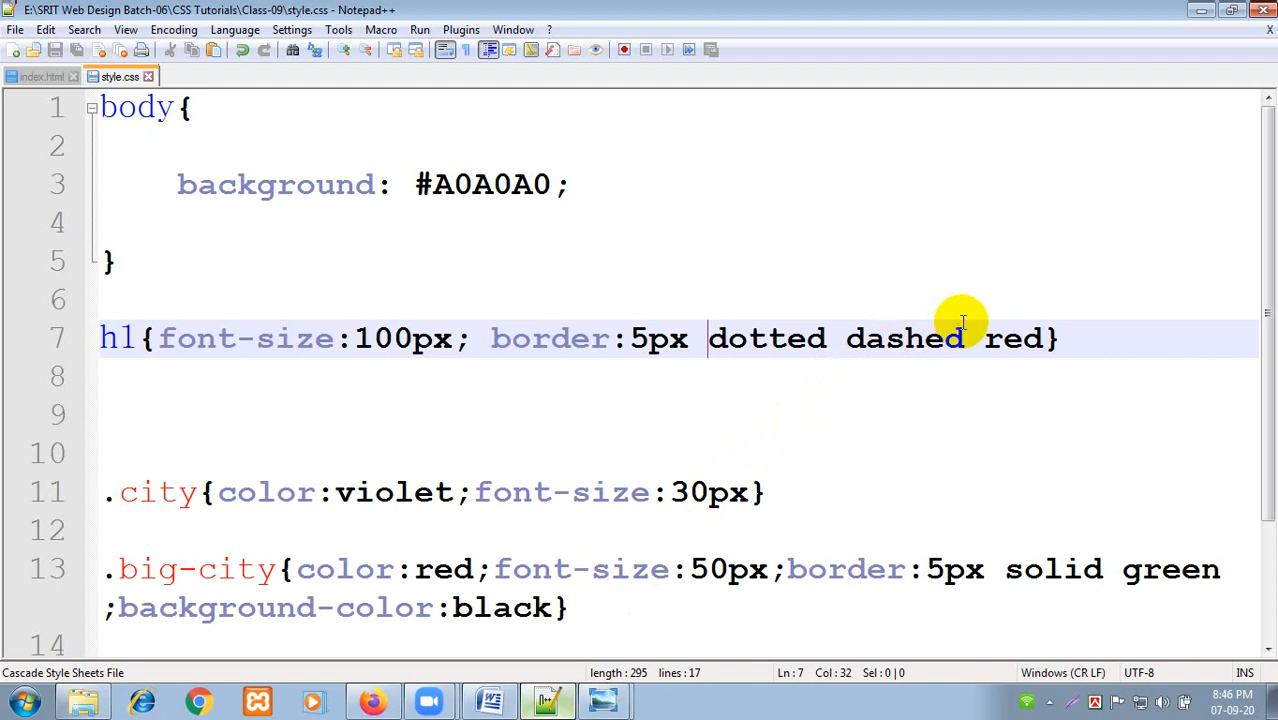 E:\SRIT Web Design Batch-06\CSS Tutorials\Class-09\style.css - Notepad++
File Edit Search View Encoding Language Settings Tools Macro Run Plugins Window ? X
index.html style.css
1 body{
2
3 background: #A0A0A0;
4
5 }
6
7 h1{font-size:100px; border:5px dotted dashed red}
8
9
10
11 .city{color:violet;font-size:30px}
12
13 .big-city{color:red;font-size:50px;border:5px solid green
;background-color:black}
14
Cascade Style Sheets File length : 295 lines : 17 Ln : 7 Col : 32 Sel : 0 | 0 Windows (CR LF) UTF-8 INS
8:46 PM
07-09-20